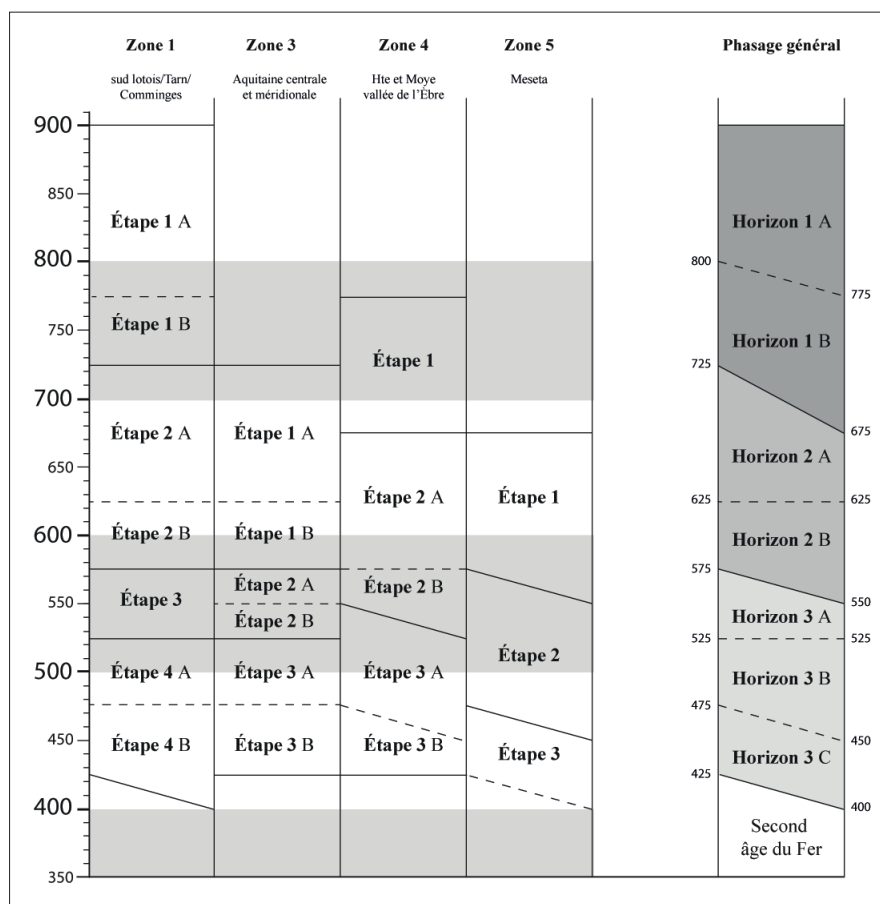 Zone 1
Zone 3
Zone 4
Zone 5
Phasage général
sud lotois/Tarn/
Comminges
Aquitaine centrale
et méridionale
Hte et Moye
vallée de l'Èbre
Meseta
900
850
800
750
700
650
600
550
500
450
400
350
Étape 1 A
Étape 1 B
Étape 2 A
Étape 2 B
Étape 3
Étape 4 A
Étape 4 B
Étape 1 A
Étape 1 B
Étape 2 A
Étape 2 B
Étape 3 A
Étape 3 B
Étape 1
Étape 2 A
Étape 2 B
Étape 3 A
Étape 3 B
Étape 1
Étape 2
Étape 3
800
725
625
575
525
475
425
Horizon 1 A
Horizon 1 B
Horizon 2 A
Horizon 2 B
Horizon 3 A
Horizon 3 B
Horizon 3 C
Second
âge du Fer
775
675
625
550
525
450
400